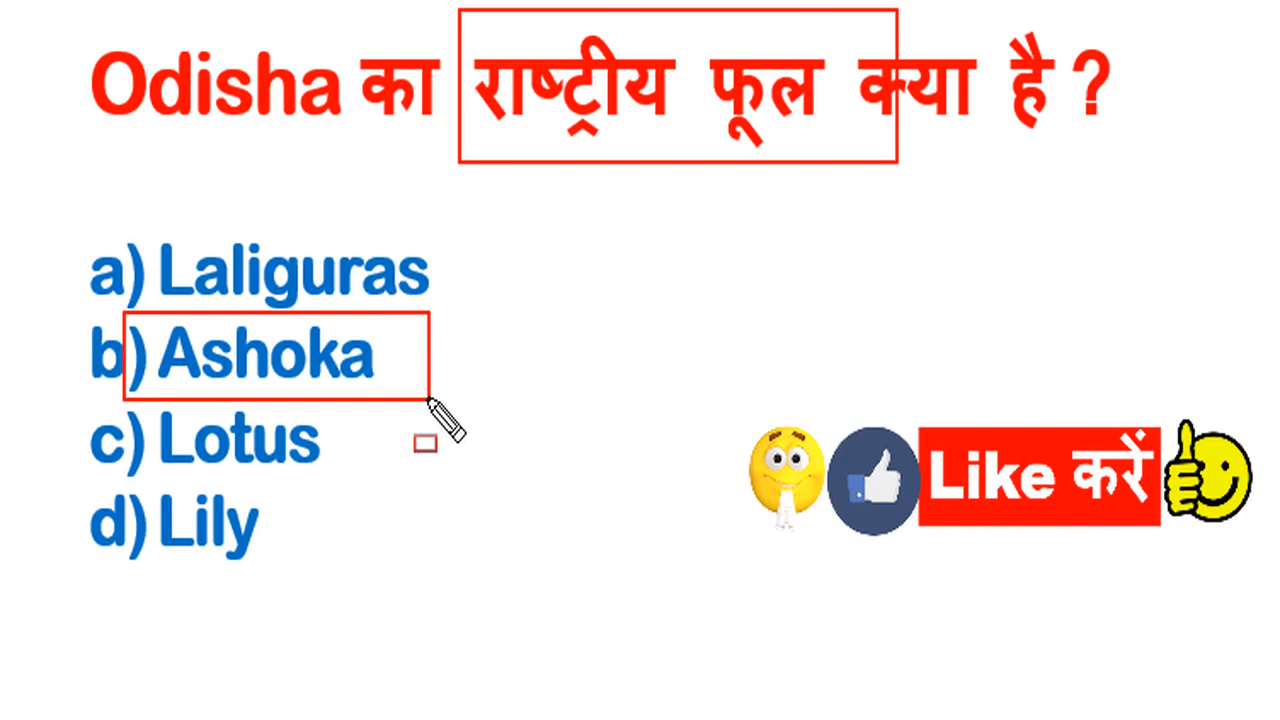 Odisha का राष्ट्रीय फूल क्या है ?
a) Laliguras
b) Ashoka
c) Lotus
d) Lily
Like करें